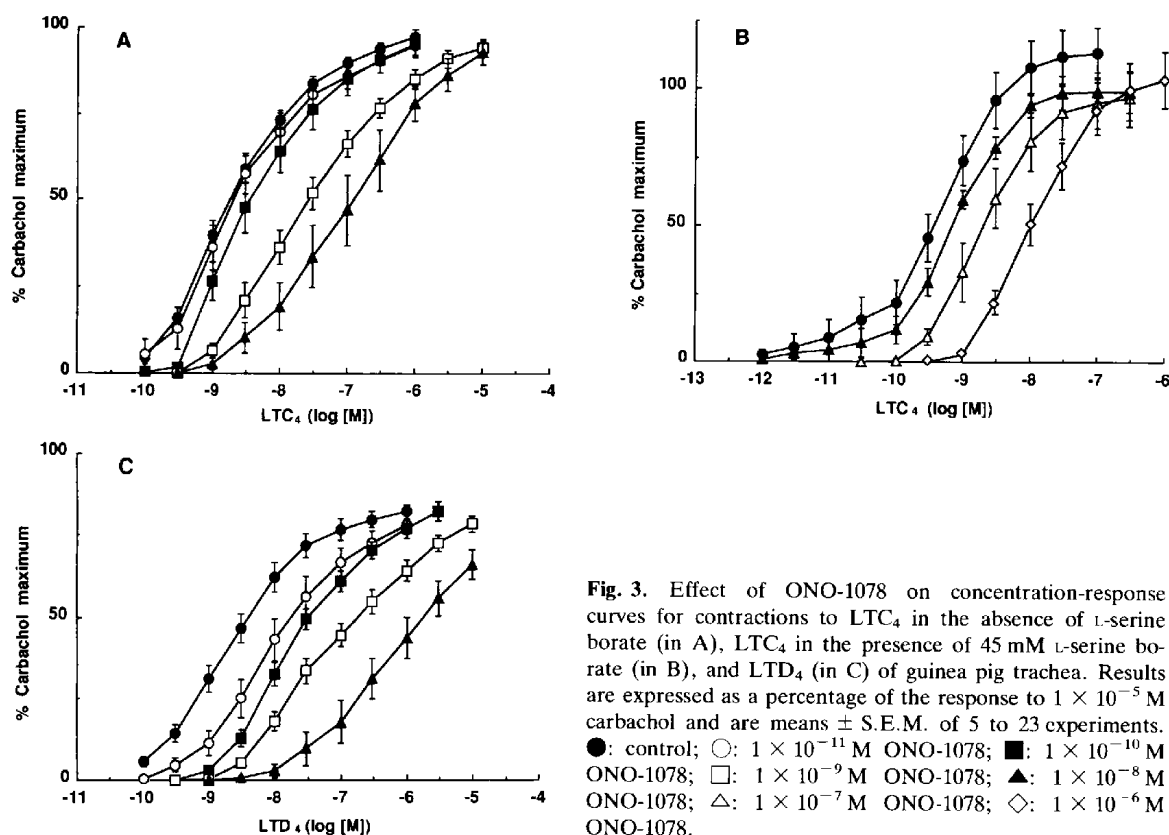 A
% Carbachol maximum
100
50
0
-11 -10 -9 -8 -7 -6 -5 -4
LTC4 (log [M])
B
% Carbachol maximum
100
50
0
-13 -12 -11 -10 -9 -8 -7 -6
LTC4 (log [M])
C
% Carbachol maximum
100
50
0
-11 -10 -9 -8 -7 -6 -5 -4
LTD4 (log [M])
Fig. 3. Effect of ONO-1078 on concentration-response
curves for contractions to LTC4 in the absence of L-serine
borate (in A), LTC4 in the presence of 45 mM L-serine bo-
rate (in B), and LTD4 (in C) of guinea pig trachea. Results
are expressed as a percentage of the response to 1 × 10−5 M
carbachol and are means ± S.E.M. of 5 to 23 experiments.
●: control; ○: 1 × 10−11 M ONO-1078; ■: 1 × 10−10 M
ONO-1078; □: 1 × 10−9 M ONO-1078; ▲: 1 × 10−8 M
ONO-1078; △: 1 × 10−7 M ONO-1078; ◇: 1 × 10−6 M
ONO-1078.